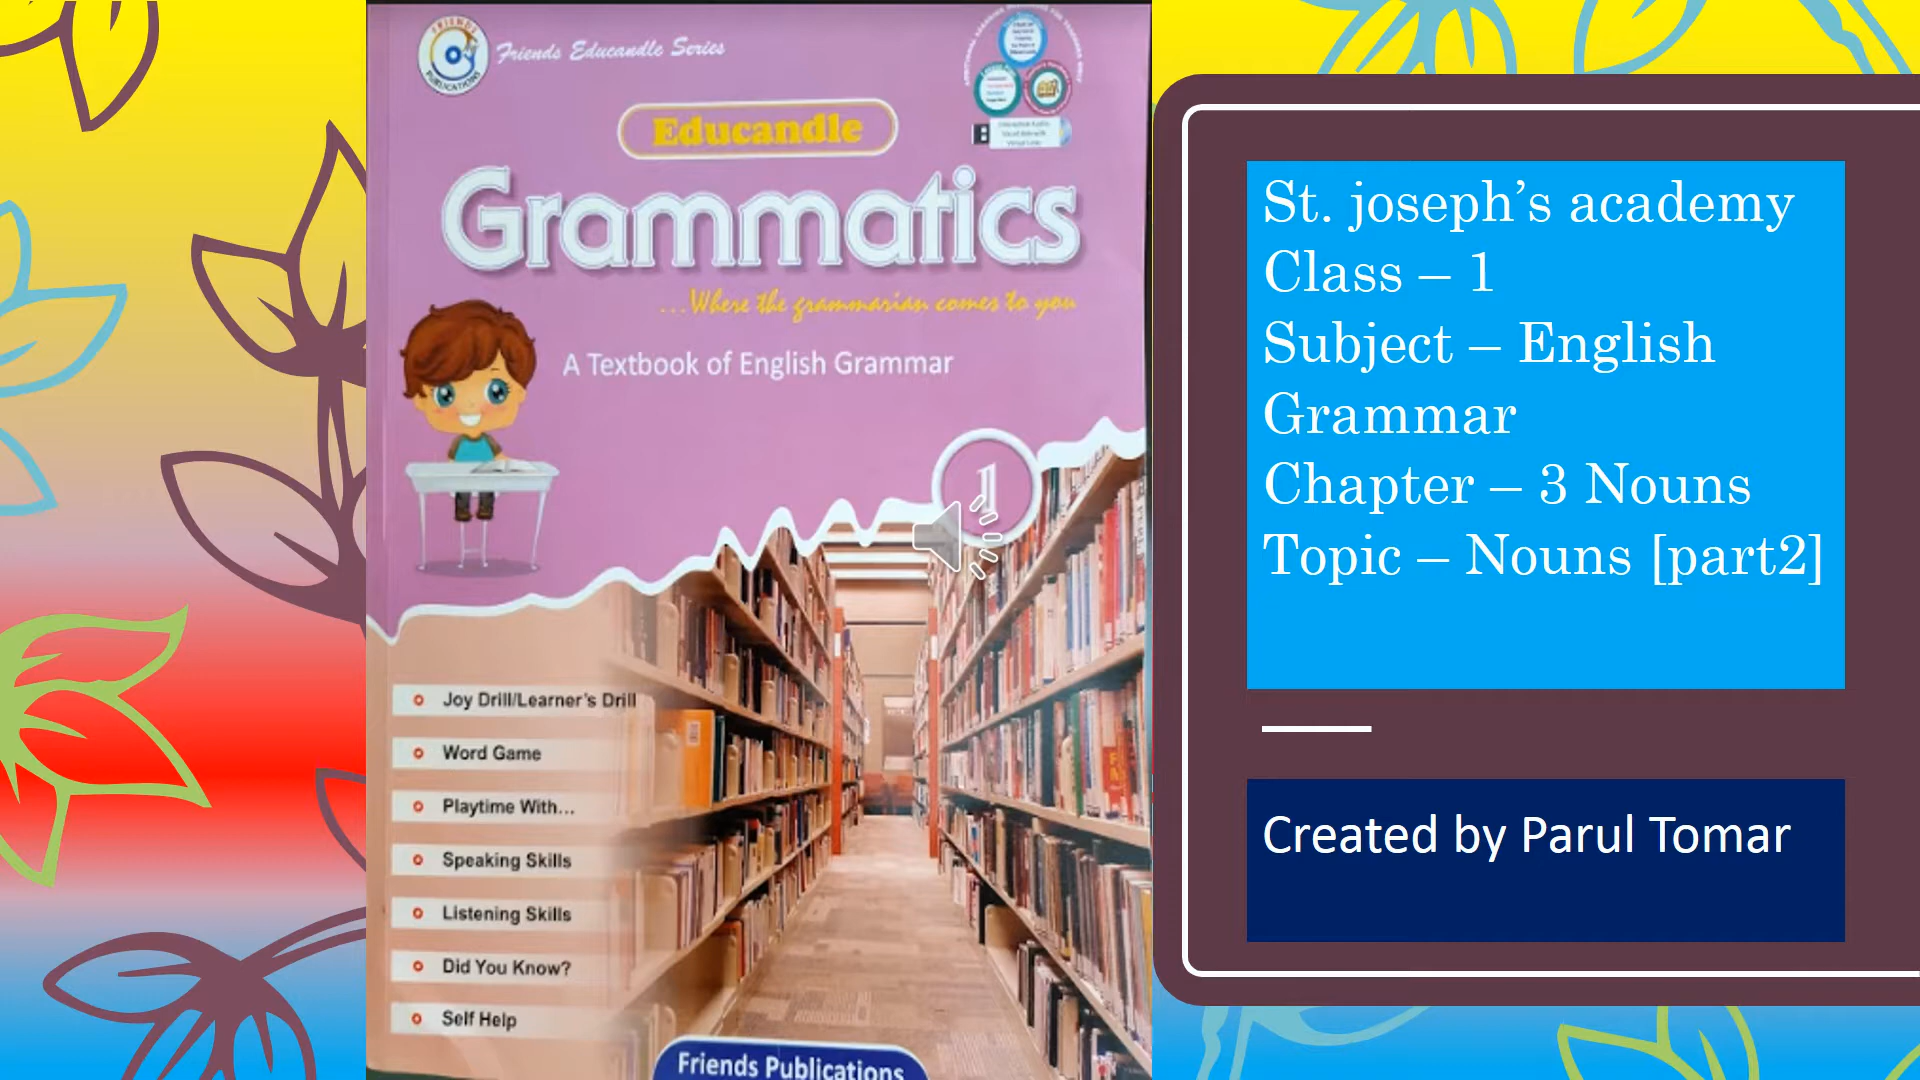 FRIENDS
PUBLICATIONS
Friends Educandle Series
Educandle
Grammatics
...Where the grammarian comes to you
A Textbook of English Grammar
1
Joy Drill/Learner's Drill
Word Game
Playtime With...
Speaking Skills
Listening Skills
Did You Know?
Self Help
Friends Publications
St. joseph’s academy
Class – 1
Subject – English
Grammar
Chapter – 3 Nouns
Topic – Nouns [part2]
Created by Parul Tomar